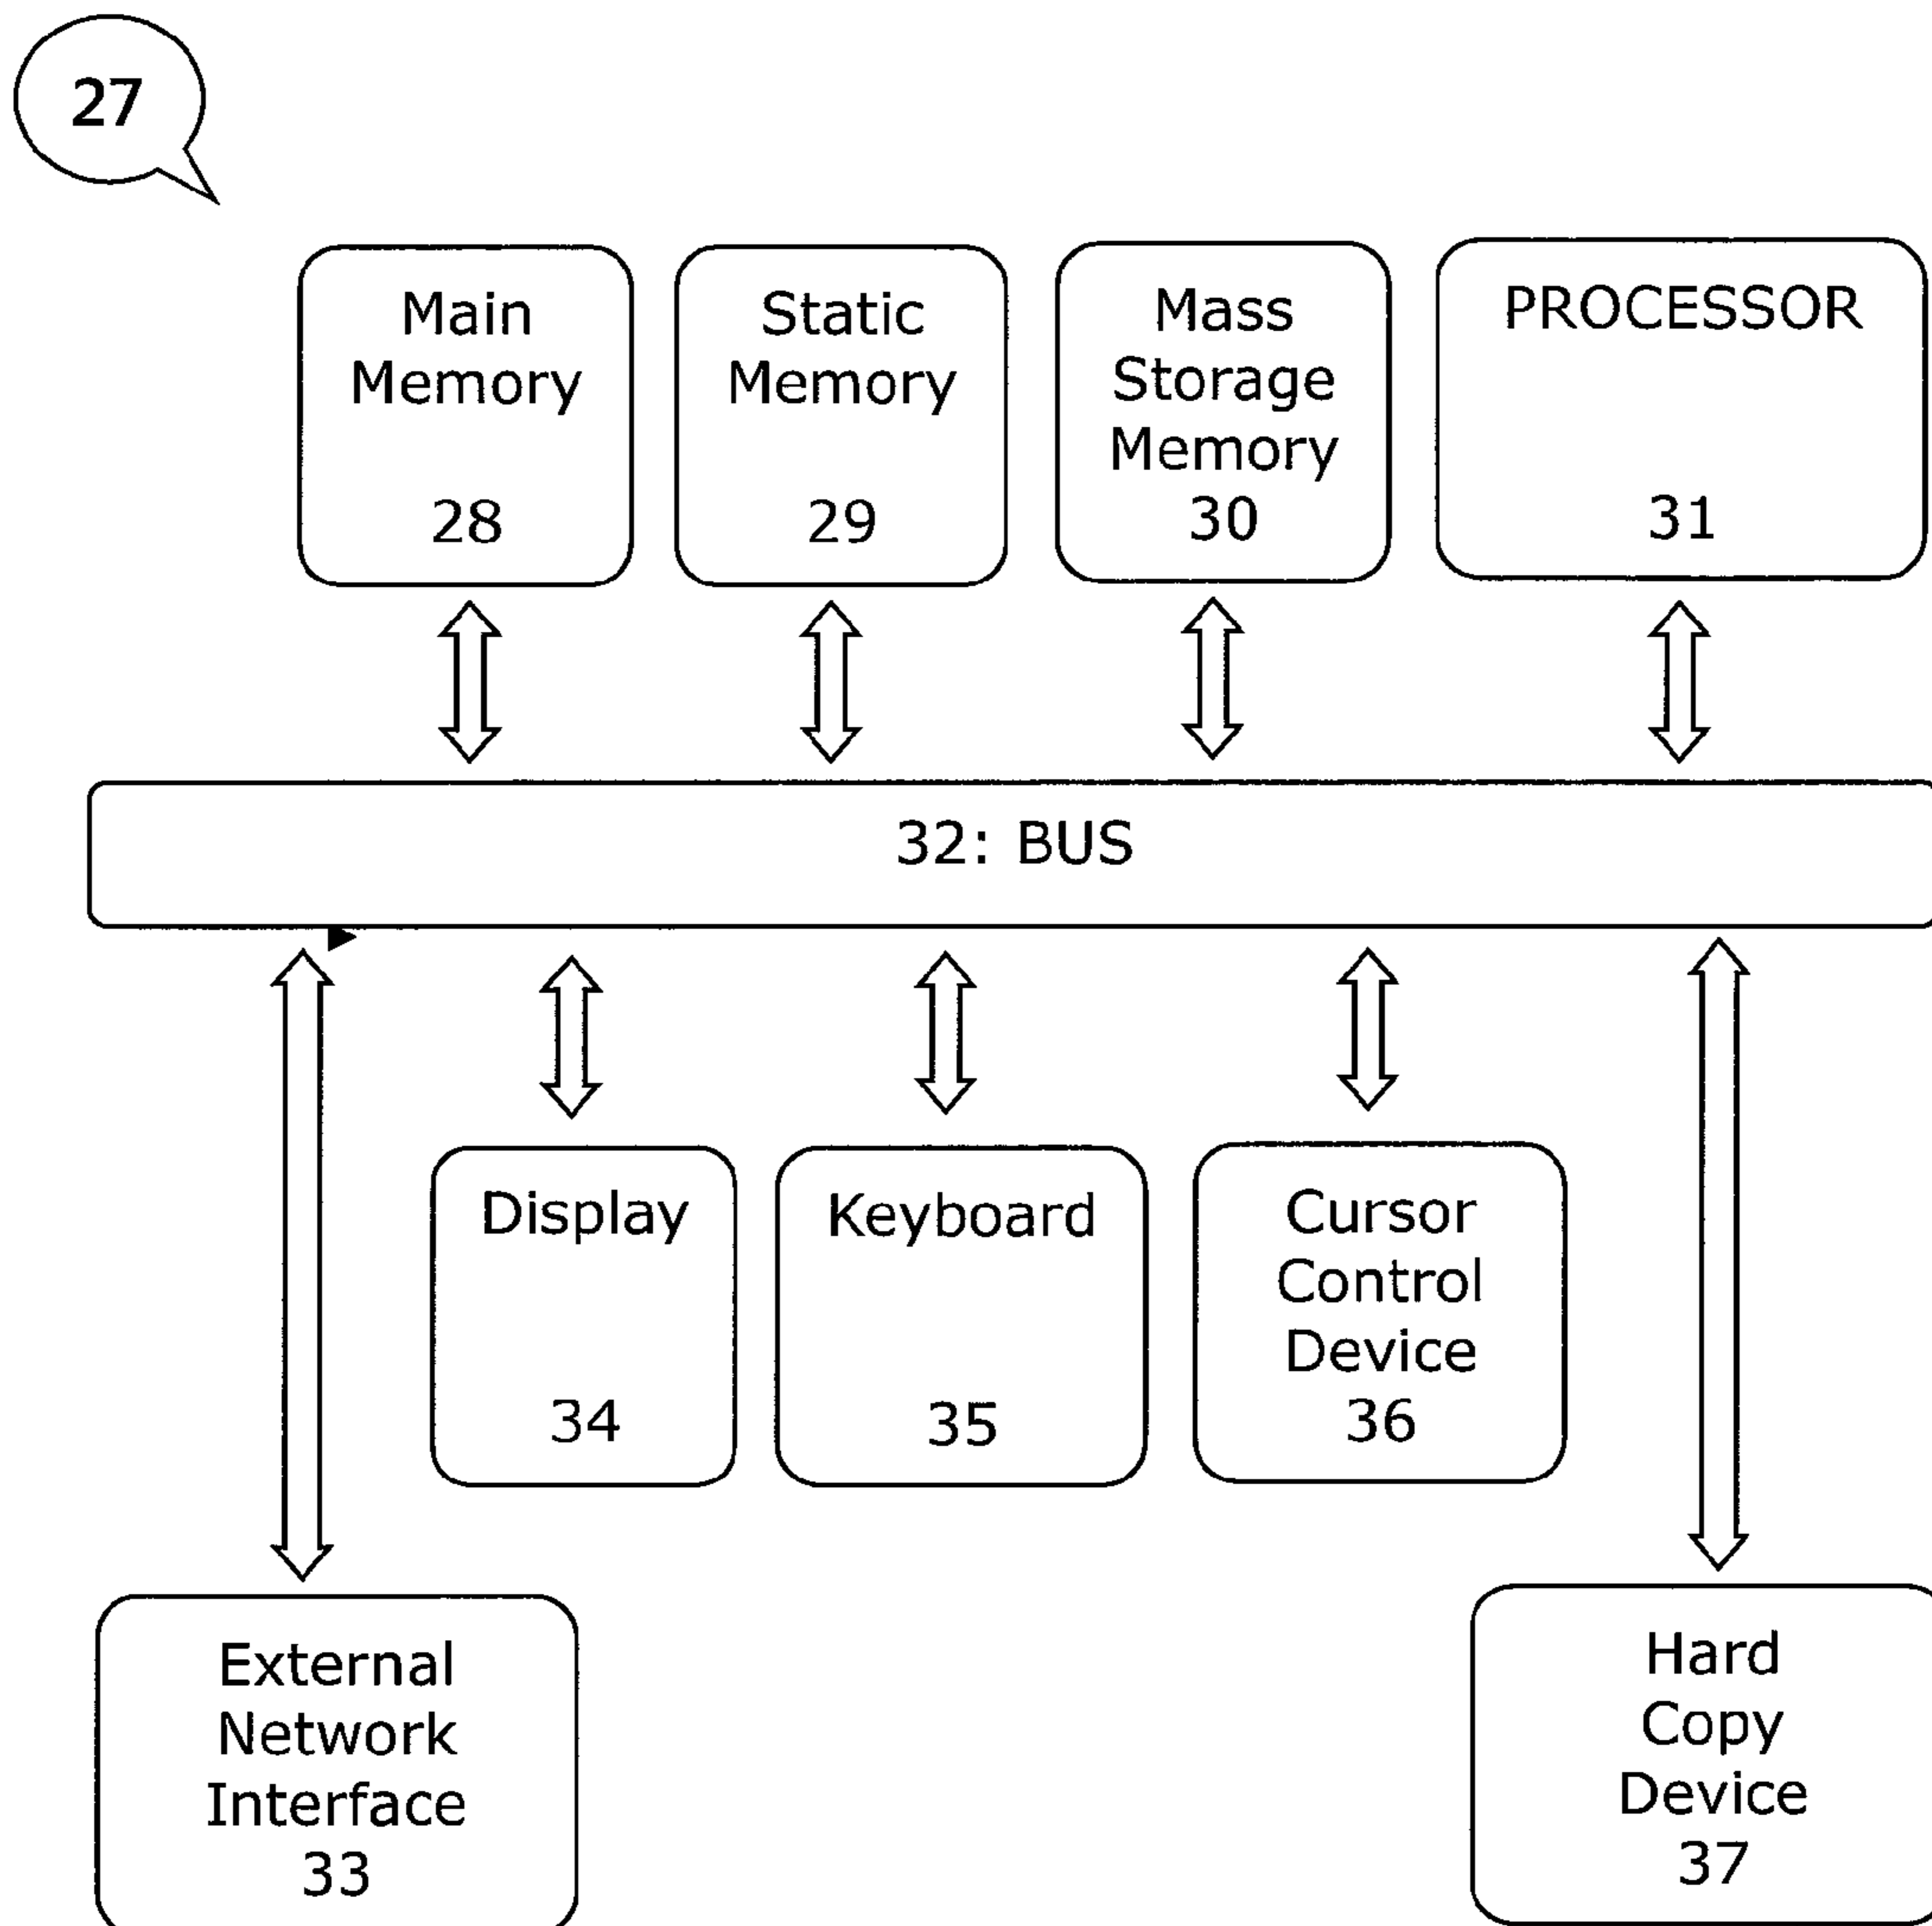 27
Main
Memory
28
Static
Memory
29
Mass
Storage
Memory
30
PROCESSOR
31
32: BUS
Display
34
Keyboard
35
Cursor
Control
Device
36
External
Network
Interface
33
Hard
Copy
Device
37